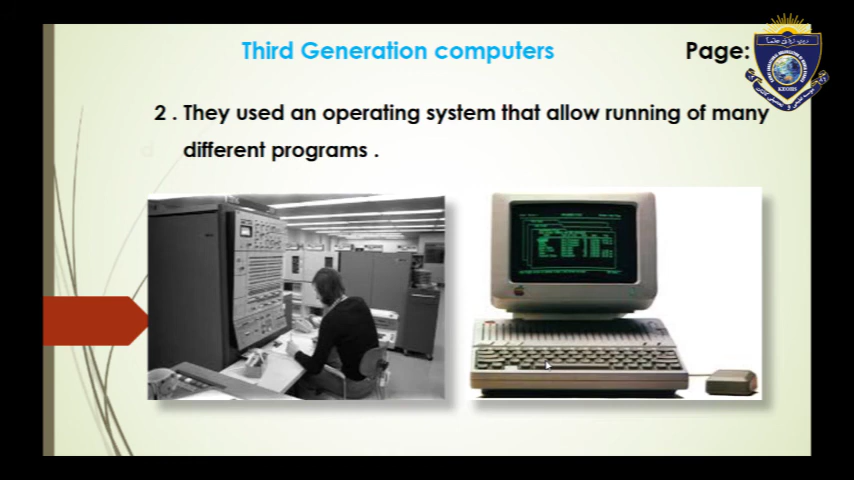 Third Generation computers
Page:
2 . They used an operating system that allow running of many
different programs .